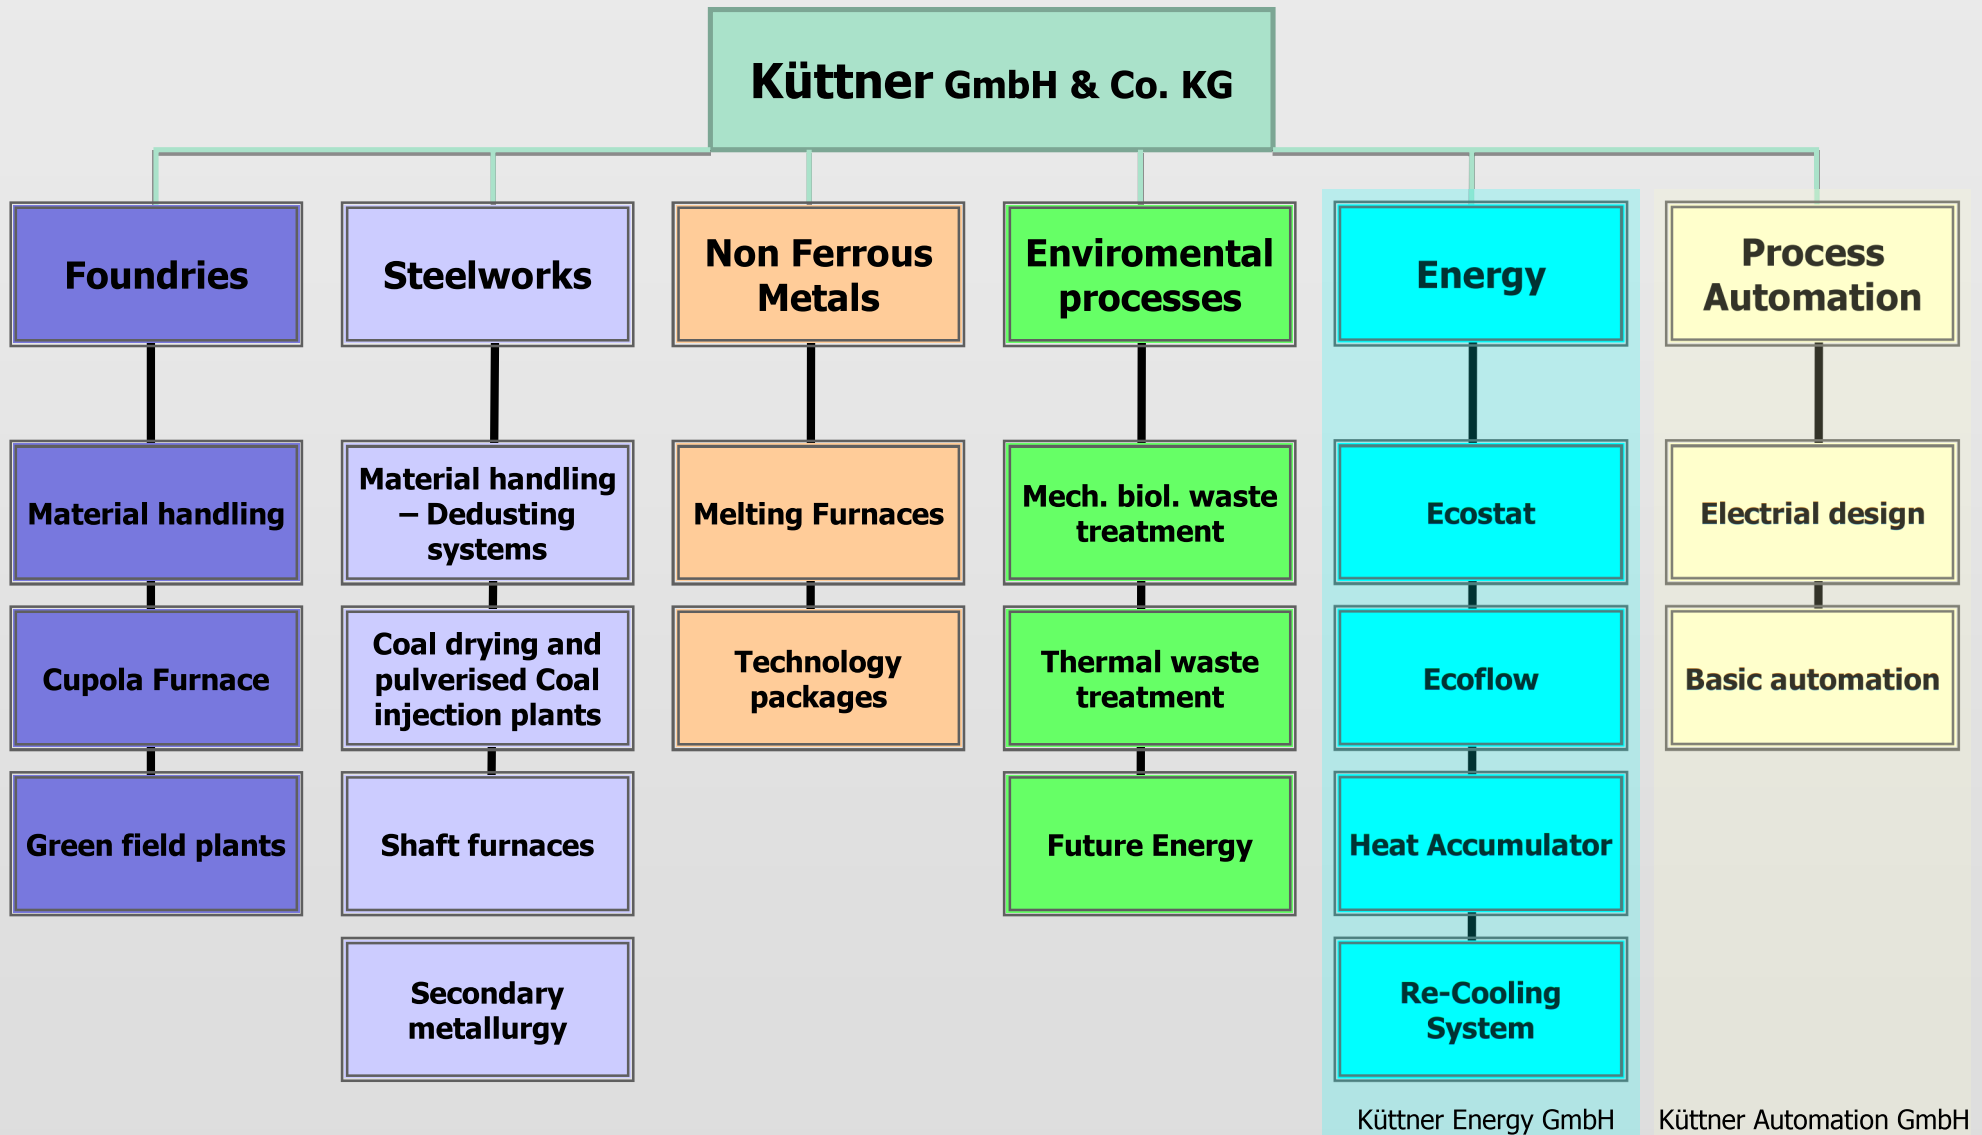 Küttner GmbH & Co. KG
Foundries
Steelworks
Non Ferrous
Metals
Enviromental
processes
Energy
Process
Automation
Material handling
Material handling
– Dedusting
systems
Melting Furnaces
Mech. biol. waste
treatment
Ecostat
Electrial design
Cupola Furnace
Coal drying and
pulverised Coal
injection plants
Technology
packages
Thermal waste
treatment
Ecoflow
Basic automation
Green field plants
Shaft furnaces
Future Energy
Heat Accumulator
Secondary
metallurgy
Re-Cooling
System
Küttner Energy GmbH
Küttner Automation GmbH